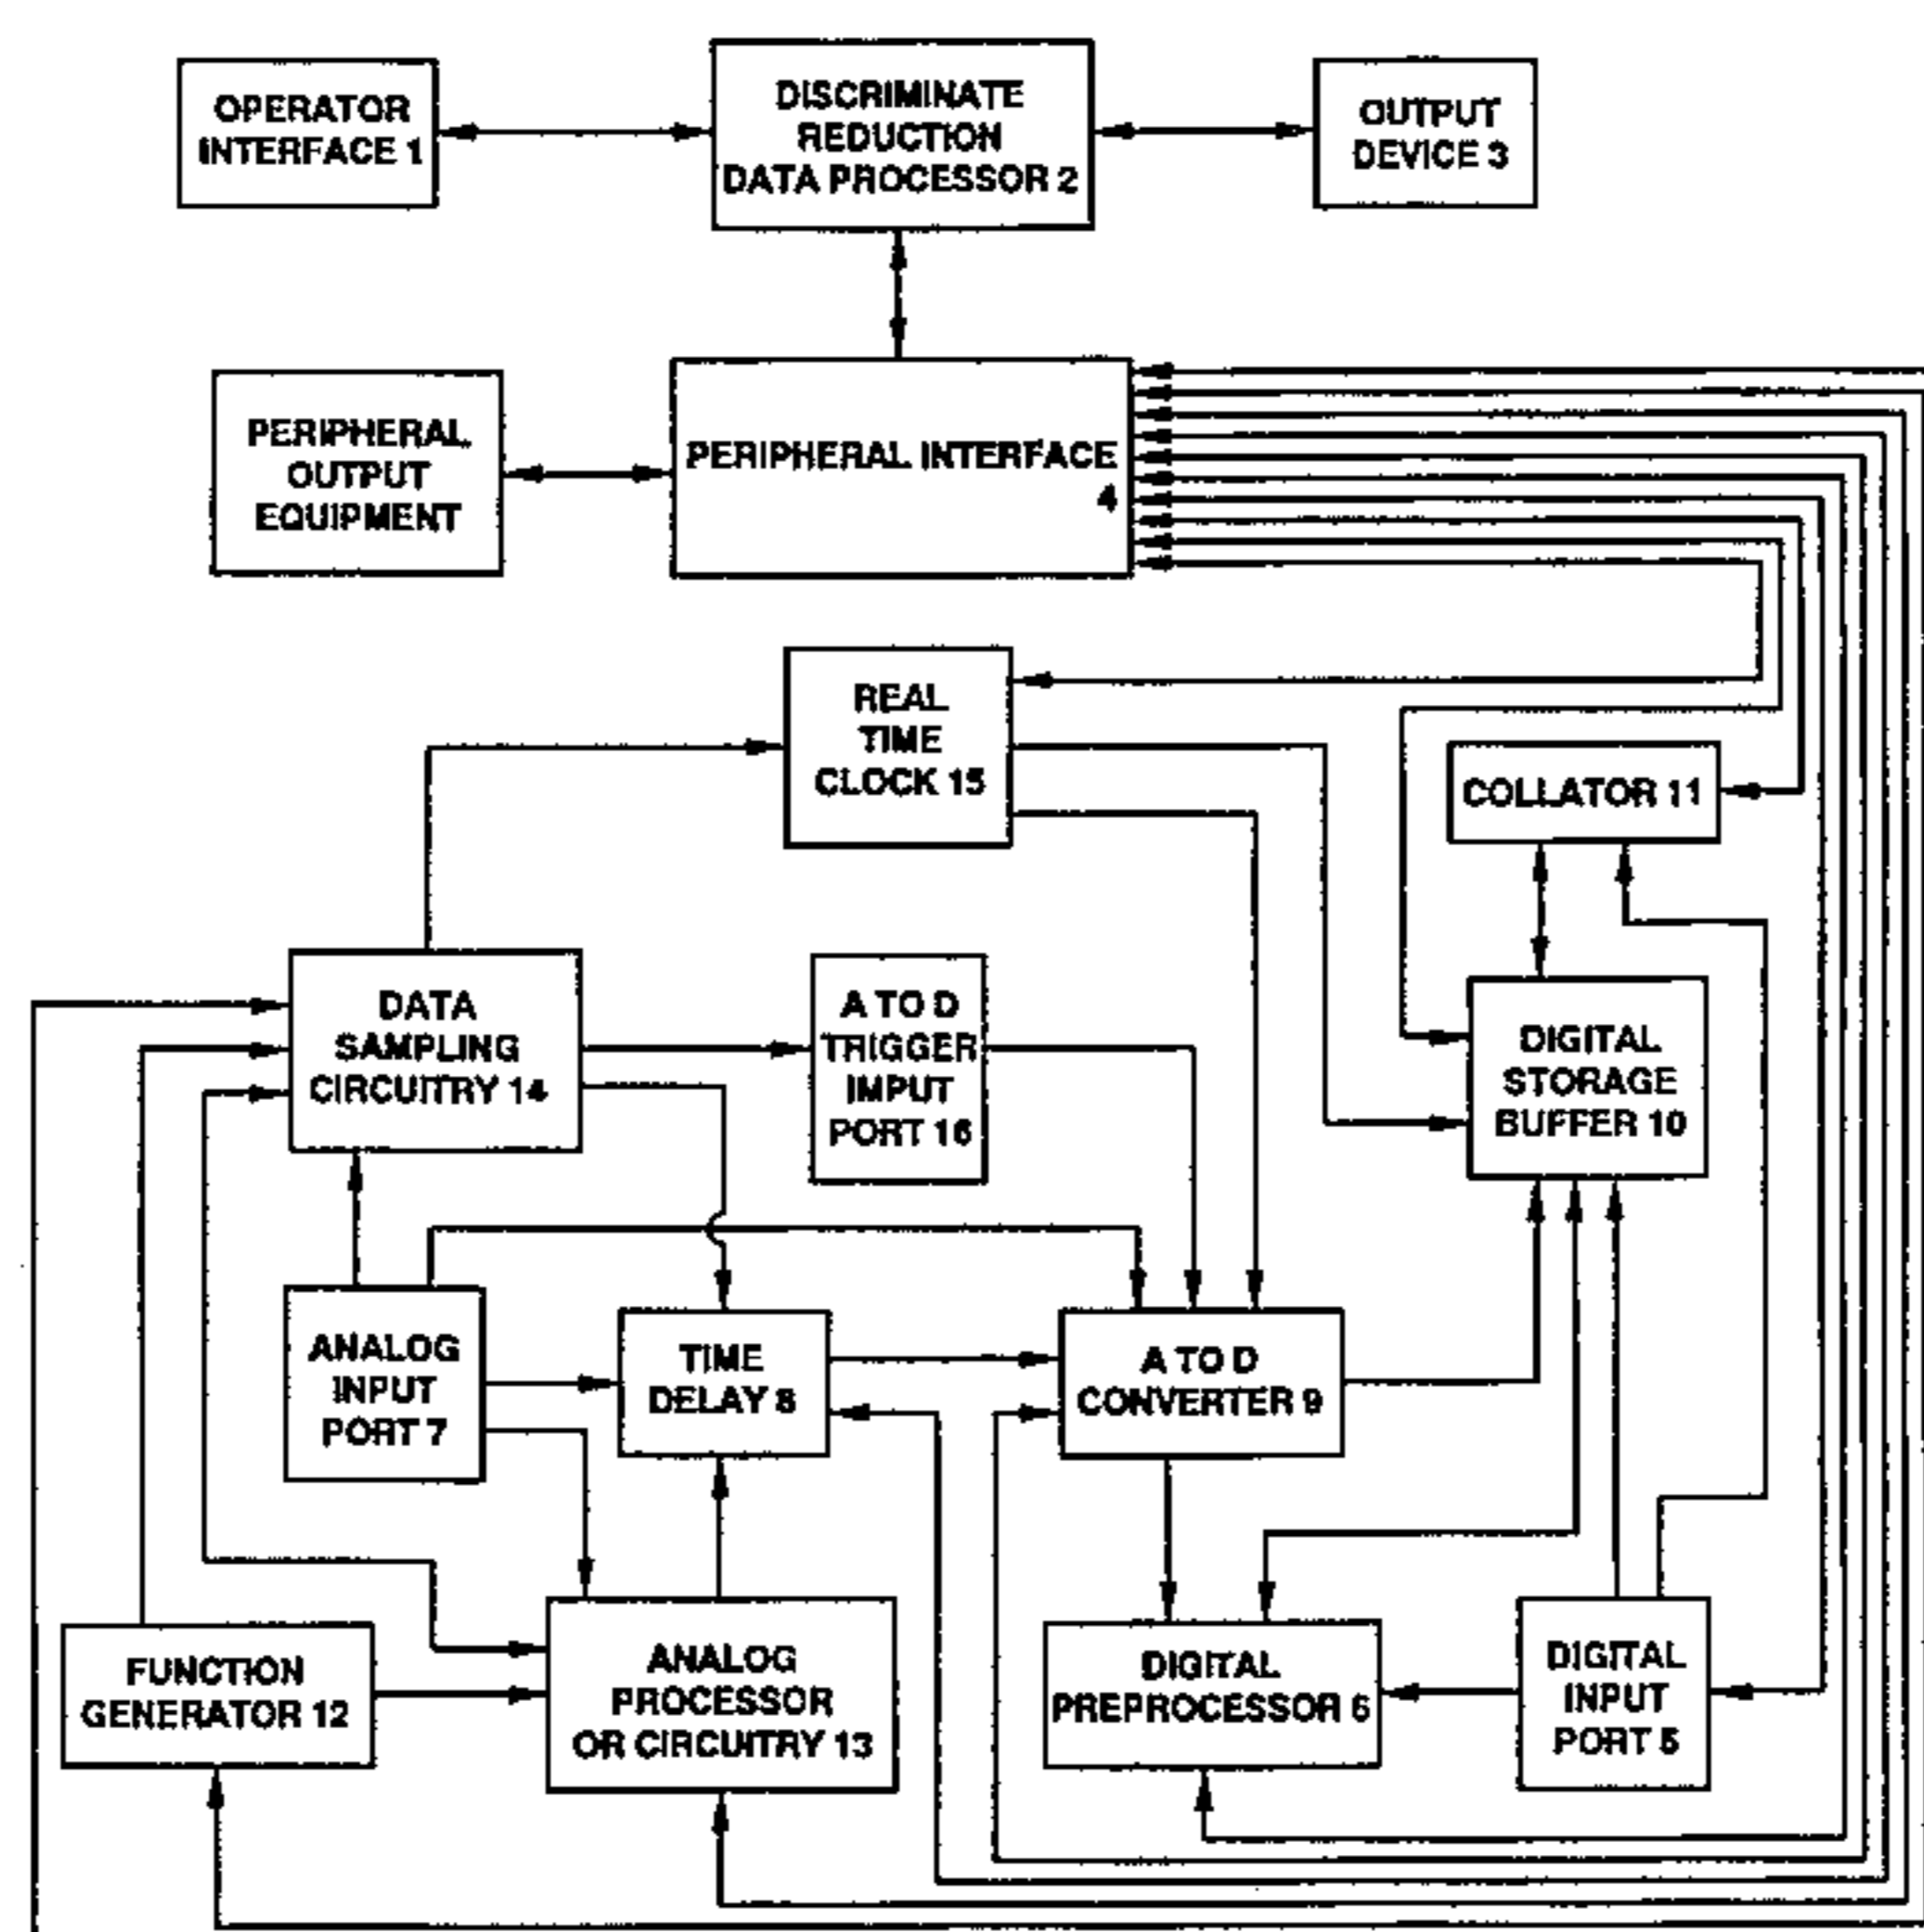 OPERATOR
INTERFACE 1
DISCRIMINATE
REDUCTION
DATA PROCESSOR 2
OUTPUT
DEVICE 3
PERIPHERAL
OUTPUT
EQUIPMENT
PERIPHERAL INTERFACE
4
REAL
TIME
CLOCK 15
COLLATOR 11
DATA
SAMPLING
CIRCUITRY 14
A TO D
TRIGGER
IMPUT
PORT 16
DIGITAL
STORAGE
BUFFER 10
ANALOG
INPUT
PORT 7
TIME
DELAY 8
A TO D
CONVERTER 9
FUNCTION
GENERATOR 12
ANALOG
PROCESSOR
OR CIRCUITRY 13
DIGITAL
PREPROCESSOR 6
DIGITAL
INPUT
PORT 5